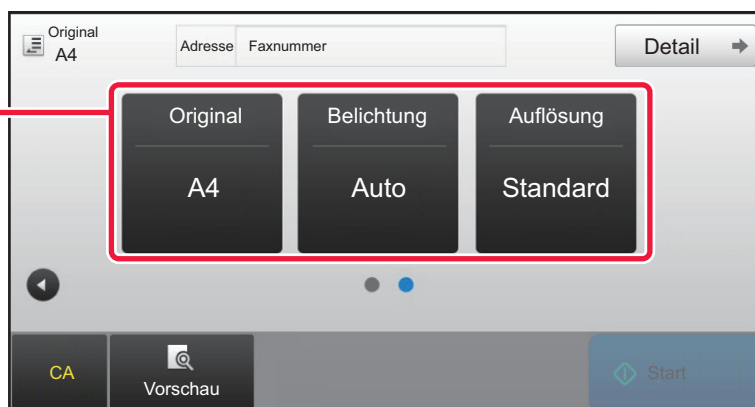 Original
A4
Adresse Faxnummer
Detail
Original Belichtung Auflösung
A4 Auto Standard
CA
Vorschau
Start